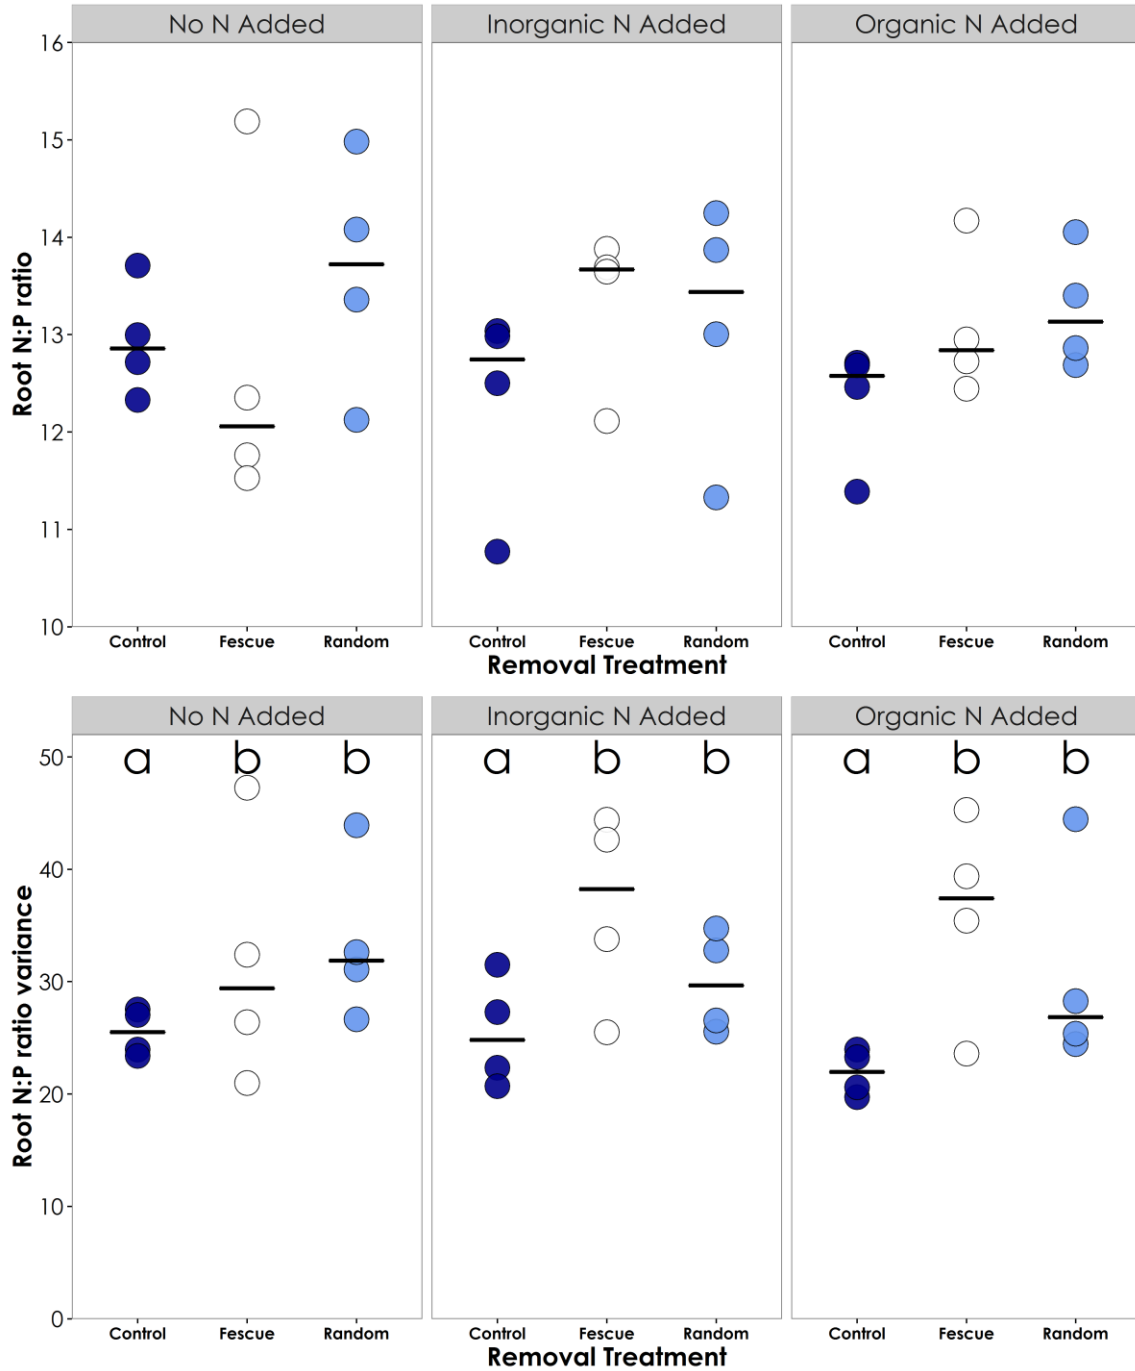 No N Added Inorganic N Added Organic N Added
16
15
14
13
12
11
10
Root N:P ratio
Control Fescue Random Control Fescue Random Control Fescue Random
Removal Treatment
No N Added Inorganic N Added Organic N Added
a b b a b b a b b
50
40
30
20
10
0
Root N:P ratio variance
Control Fescue Random Control Fescue Random Control Fescue Random
Removal Treatment